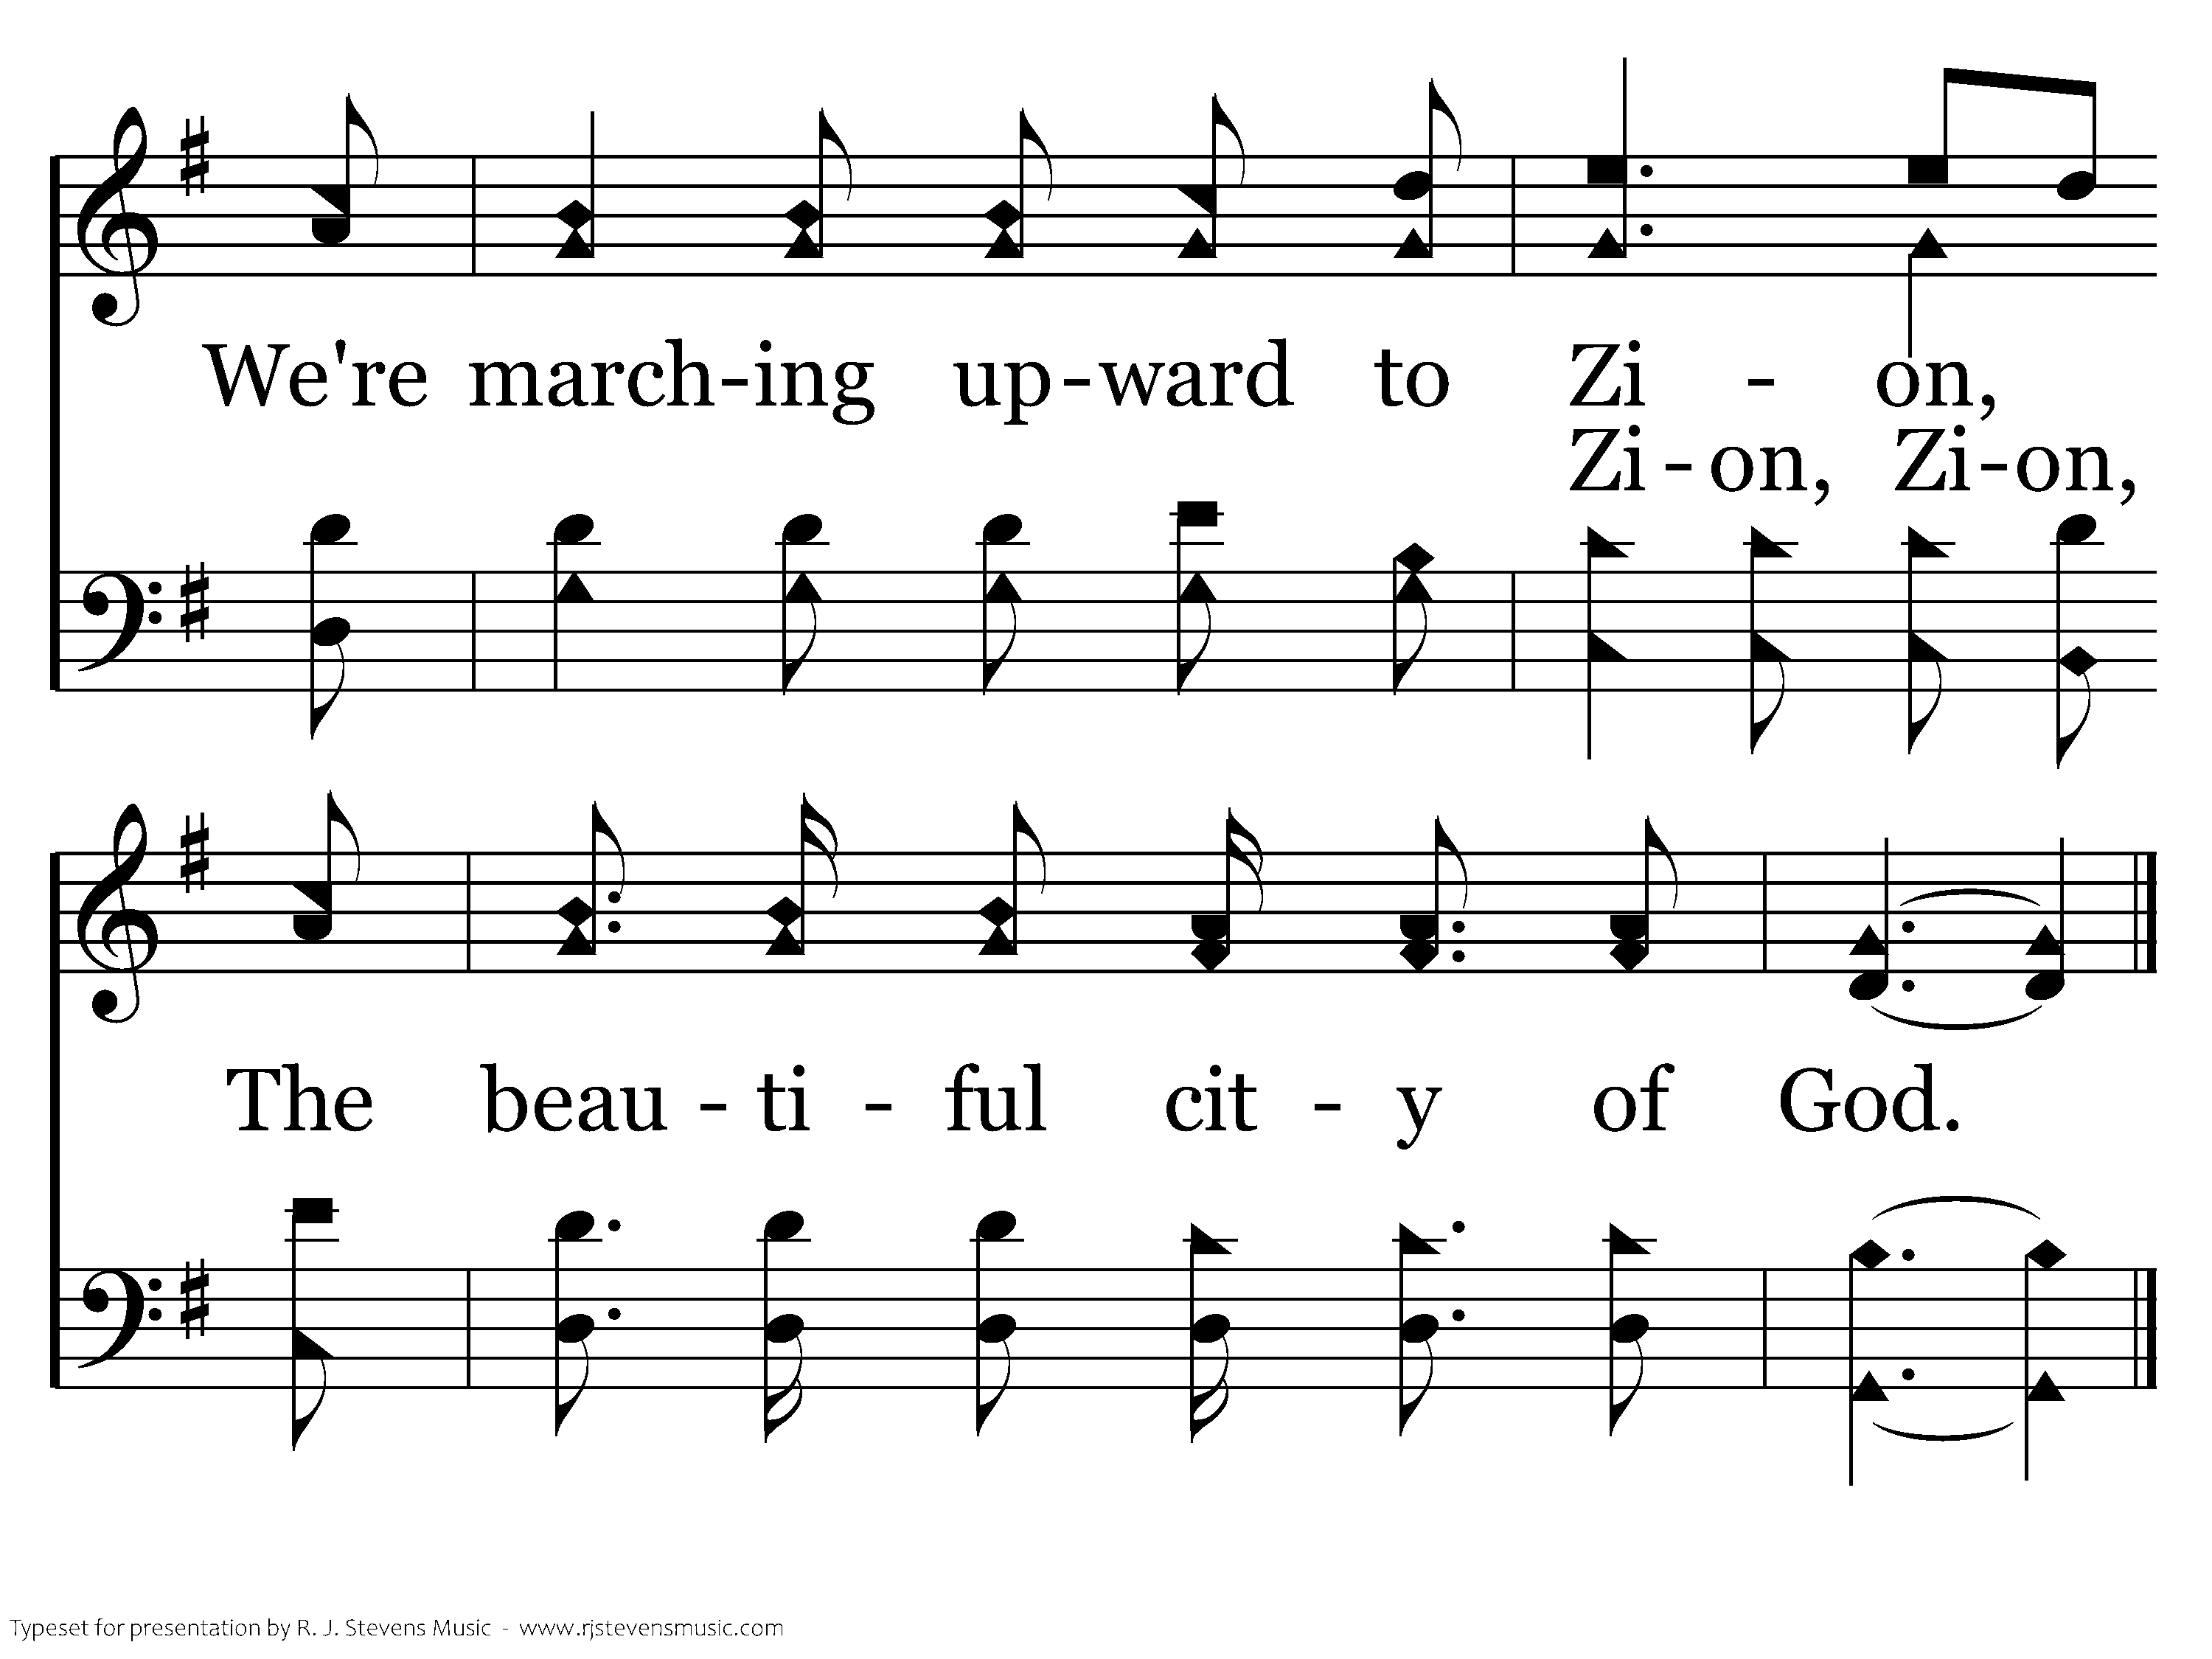 We're march-ing up-ward to Zi - on,
Zi-on, Zi-on,
The beau - ti - ful cit - y of God.
Typeset for presentation by R. J. Stevens Music - www.rjstevensmusic.com